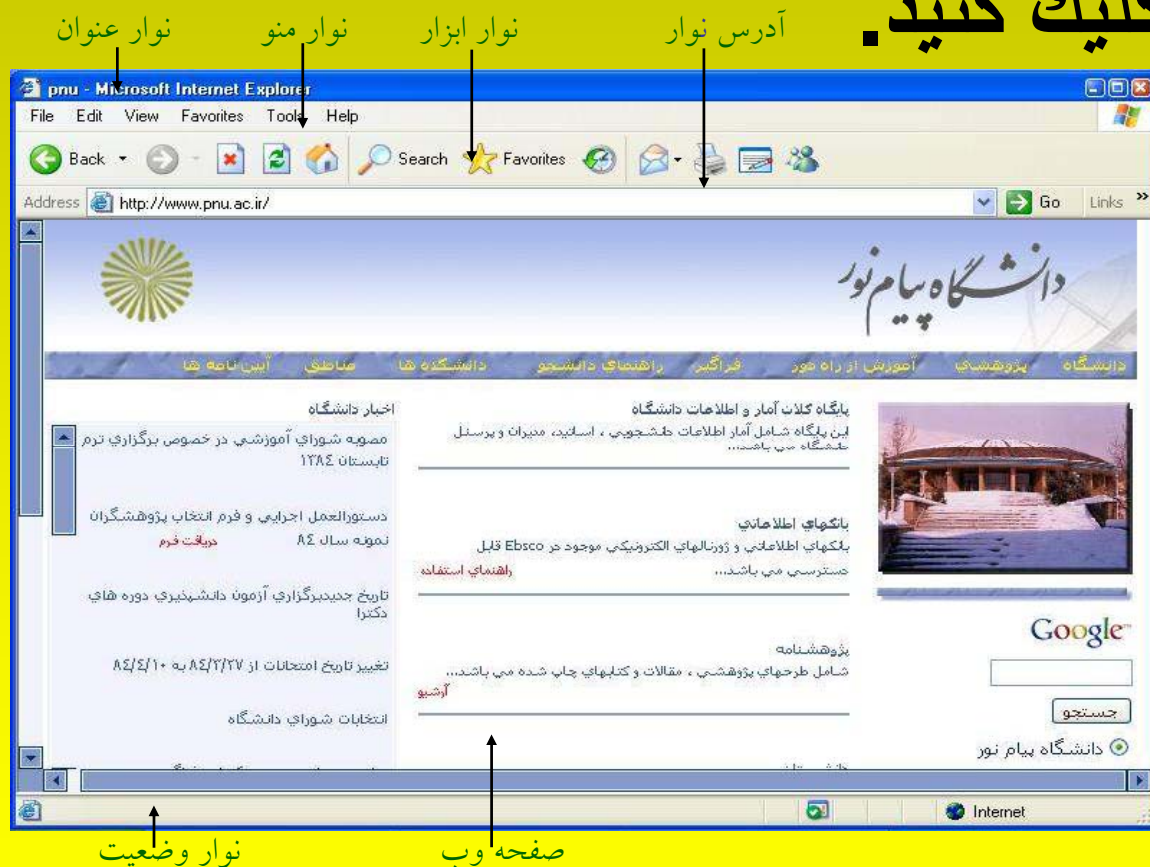 کلیک کنید.
نوار عنوان
نوار منو
نوار ابزار
آدرس نوار
pnu - Microsoft Internet Explorer
File Edit View Favorites Tools Help
Back Search Favorites
Address http://www.pnu.ac.ir/ Go Links »
دانشگاه پیام نور
دانشگاه پژوهشي آموزش از راه دور فراگير راهنماي دانشجو دانشكده ها مناطق آيين نامه ها
پايگاه كلان آمار و اطلاعات دانشگاه
اين پايگاه شامل آمار اطلاعات دانشجويي ، اساتيد، مديران و پرسنل
دانشگاه مي باشد...
بانكهاي اطلاعاتي
بانكهاي اطلاعاتي و ژورنالهاي الكترونيكي موجود در Ebsco قابل
دسترسي مي باشد... راهنماي استفاده
پژوهشنامه
شامل طرحهاي پژوهشي ، مقالات و كتابهاي چاپ شده مي باشد...
آرشيو
اخبار دانشگاه
مصوبه شوراي آموزشي در خصوص برگزاري ترم
تابستان ١٣٨٤
دستورالعمل اجرايي و فرم انتخاب پژوهشگران
نمونه سال ٨٤ دريافت فرم
تاريخ جديدبرگزاري آزمون دانشپذيري دوره هاي
دكترا
تغيير تاريخ امتحانات از ٨٤/٣/٢٧ به ٨٤/٤/١٠
انتخابات شوراي دانشگاه
Google™
جستجو
دانشگاه پيام نور
Internet
نوار وضعیت
صفحه وب